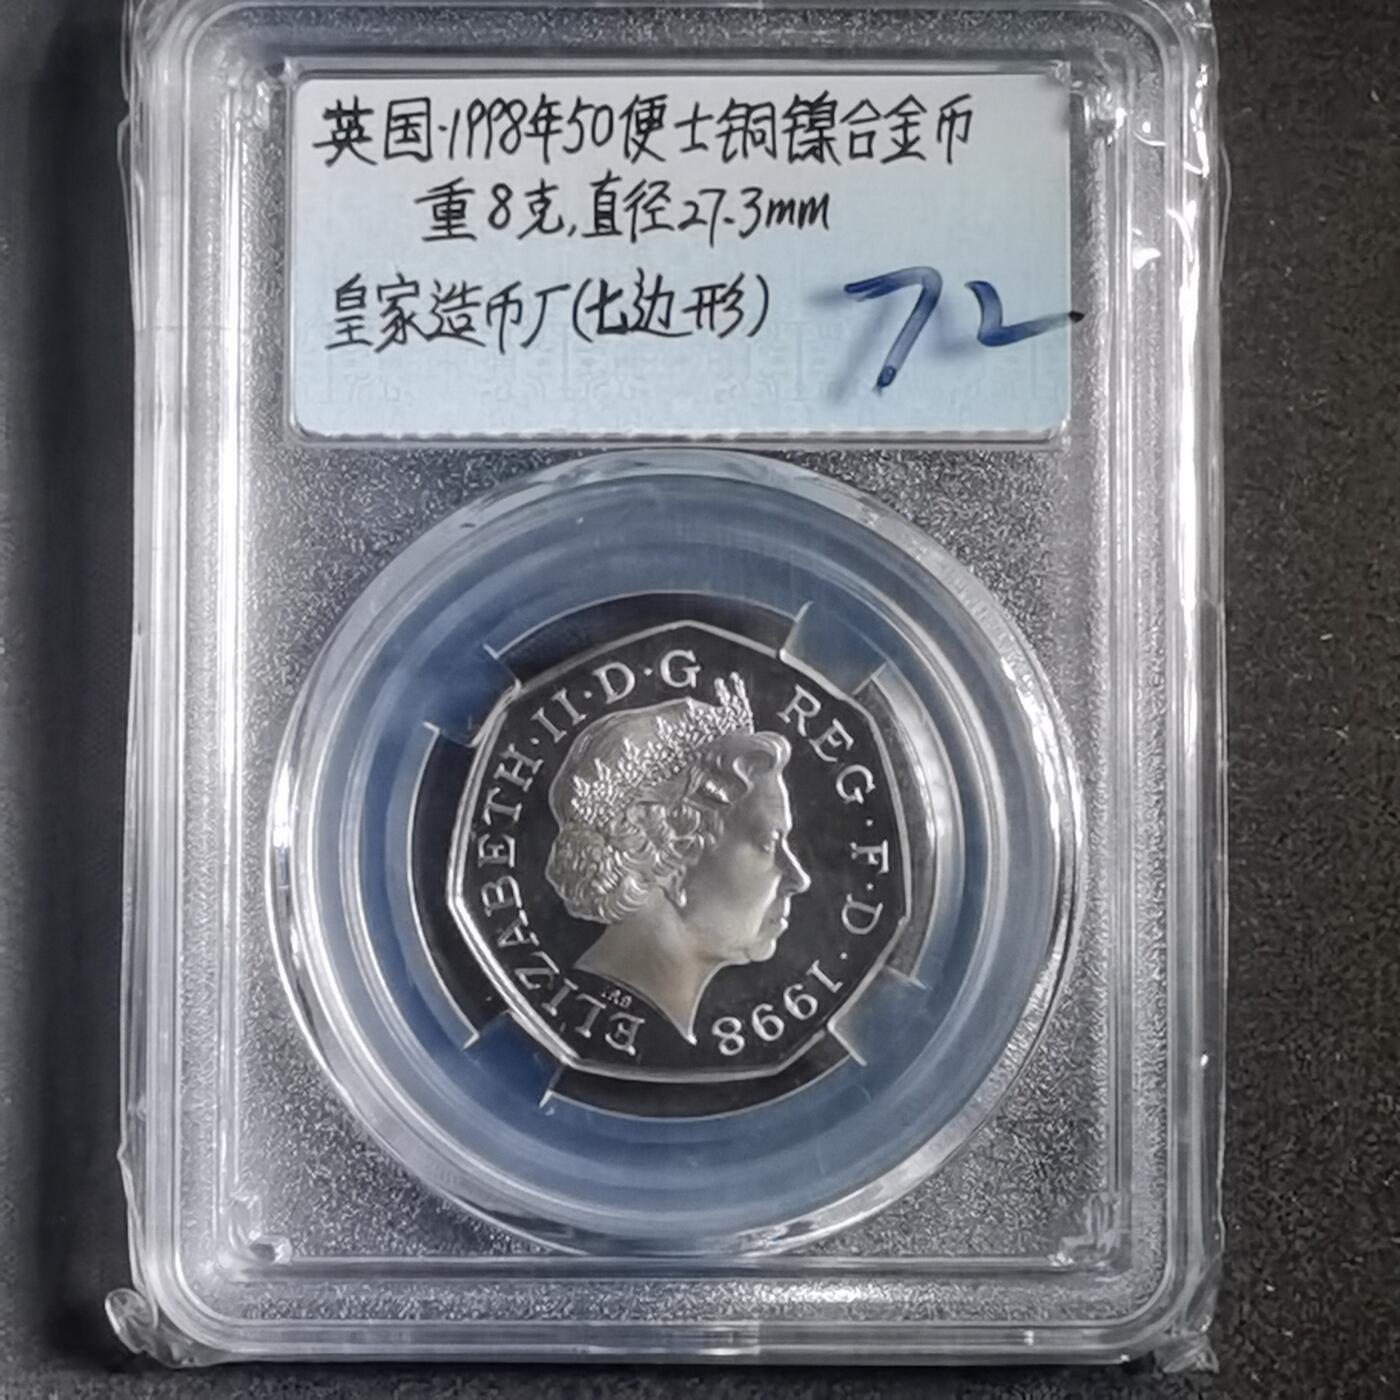 英国·1998年50便士铜镍合金币
重8克,直径27.3mm
皇家造币厂(七边形)
72
ELIZABETH·II·D·G REG·F·D·1998